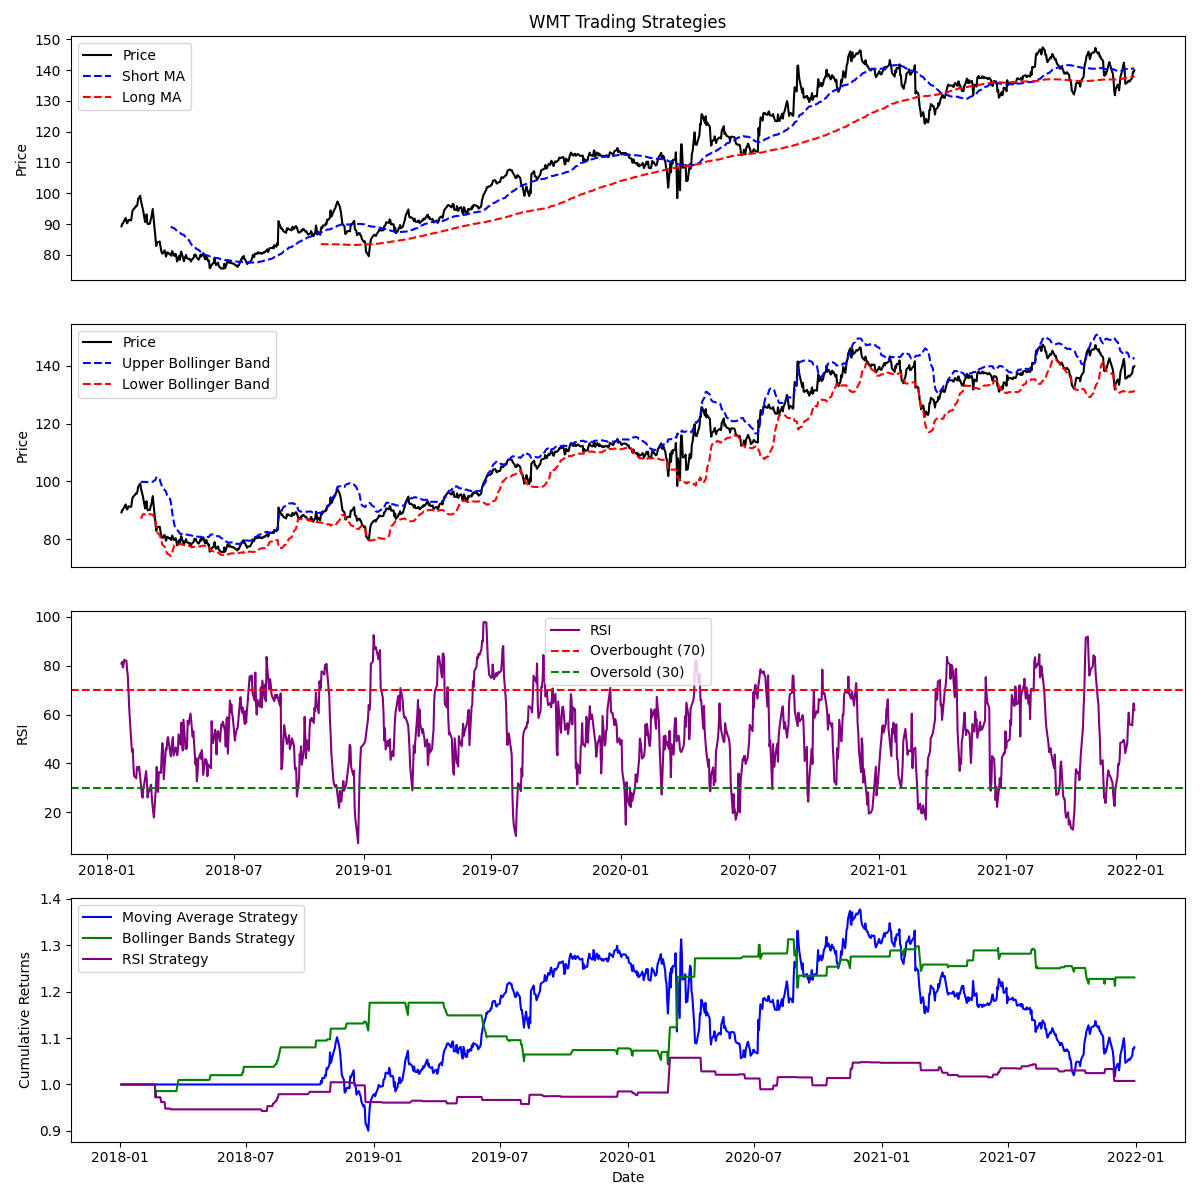 WMT Trading Strategies
Price
150
140
130
120
110
100
90
80
Price
Short MA
Long MA
Price
140
120
100
80
Price
Upper Bollinger Band
Lower Bollinger Band
RSI
100
80
60
40
20
RSI
Overbought (70)
Oversold (30)
2018-01 2018-07 2019-01 2019-07 2020-01 2020-07 2021-01 2021-07 2022-01
Cumulative Returns
1.4
1.3
1.2
1.1
1.0
0.9
Moving Average Strategy
Bollinger Bands Strategy
RSI Strategy
2018-01 2018-07 2019-01 2019-07 2020-01 2020-07 2021-01 2021-07 2022-01
Date